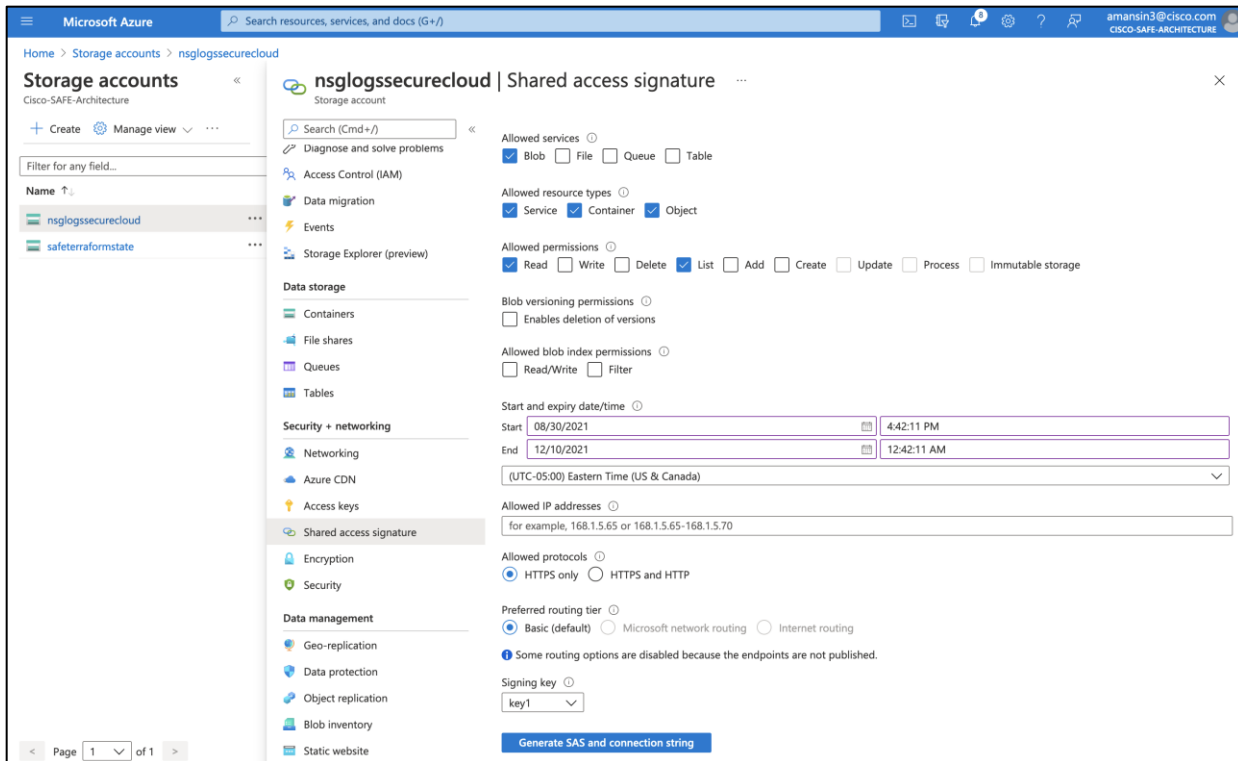 Microsoft Azure
Search resources, services, and docs (G+/)
8
amansin3@cisco.com
CISCO-SAFE-ARCHITECTURE
Home > Storage accounts > nsglogssecurecloud
Storage accounts
Cisco-SAFE-Architecture
Create
Manage view
Filter for any field...
Name
nsglogssecurecloud
safeterraformstate
Page 1 of 1
nsglogssecurecloud | Shared access signature
Storage account
Search (Cmd+/)
Diagnose and solve problems
Access Control (IAM)
Data migration
Events
Storage Explorer (preview)
Data storage
Containers
File shares
Queues
Tables
Security + networking
Networking
Azure CDN
Access keys
Shared access signature
Encryption
Security
Data management
Geo-replication
Data protection
Object replication
Blob inventory
Static website
Allowed services
Blob File Queue Table
Allowed resource types
Service Container Object
Allowed permissions
Read Write Delete List Add Create Update Process Immutable storage
Blob versioning permissions
Enables deletion of versions
Allowed blob index permissions
Read/Write Filter
Start and expiry date/time
Start 08/30/2021 4:42:11 PM
End 12/10/2021 12:42:11 AM
(UTC-05:00) Eastern Time (US & Canada)
Allowed IP addresses
for example, 168.1.5.65 or 168.1.5.65-168.1.5.70
Allowed protocols
HTTPS only HTTPS and HTTP
Preferred routing tier
Basic (default) Microsoft network routing Internet routing
Some routing options are disabled because the endpoints are not published.
Signing key
key1
Generate SAS and connection string